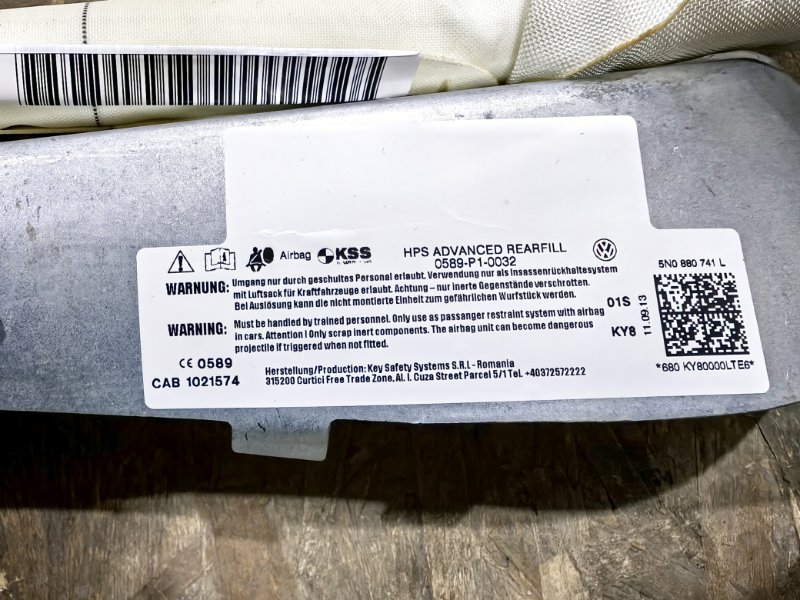 Airbag KSS
HPS ADVANCED REARFILL
0589-P1-0032
WARNUNG: Umgang nur durch geschultes Personal erlaubt. Verwendung nur als Insassenrückhaltesystem
mit Luftsack für Kraftfahrzeuge erlaubt. Achtung – nur inerte Gegenstände verschrotten.
Bei Auslösung kann die nicht montierte Einheit zum gefährlichen Wurfstück werden.
WARNING: Must be handled by trained personnel. Only use as passanger restraint system with airbag
in cars. Attention ! Only scrap inert components. The airbag unit can become dangerous
projectile if triggered when not fitted.
CE 0589
CAB 1021574
Herstellung/Production: Key Safety Systems S.R.L - Romania
315200 Curtici Free Trade Zone, Al. I. Cuza Street Parcel 5/1 Tel. +40372572222
01S
KY8
11.09.13
5N0 880 741 L
*680 KY80000LTE6*